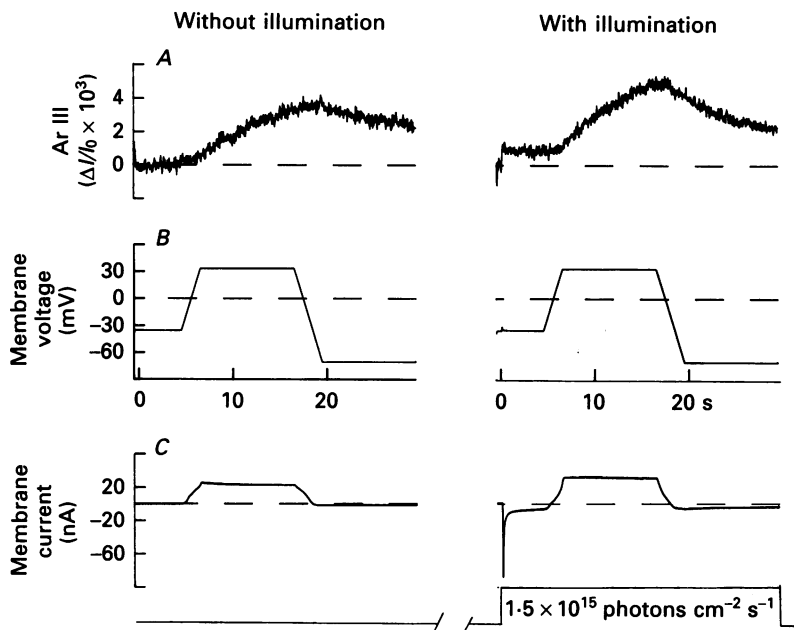 Without illumination
With illumination
A
Ar III
(ΔI/I₀ × 10³)
4
2
0
B
Membrane
voltage
(mV)
30
0
−30
−60
0
10
20
0
10
20 s
C
Membrane
current
(nA)
20
−20
−60
1·5 × 10¹⁵ photons cm⁻² s⁻¹